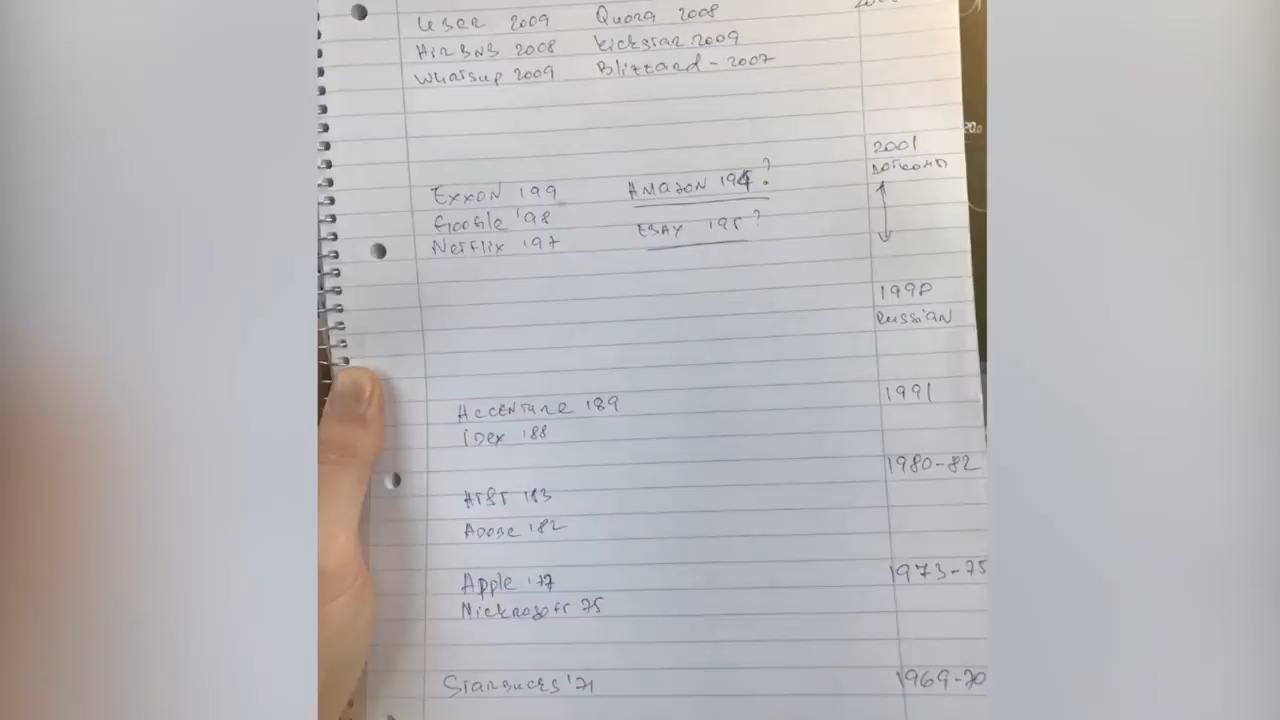 User 2009 Quora 2008
AirBNB 2008 Kickstar 2009
Whatsup 2009 Blizzard - 2007
2001
доткомы
Exxon '99 Amazon '94 ?
Google '98 EBAY '95 ?
Netflix '97
1998
Russian
1991
Accenture '89
iDex '88
1980-82
AT&T '83
Adobe '82
Apple '77
1973-75
Mickrosoft 75
Starbucks '71
1969-70